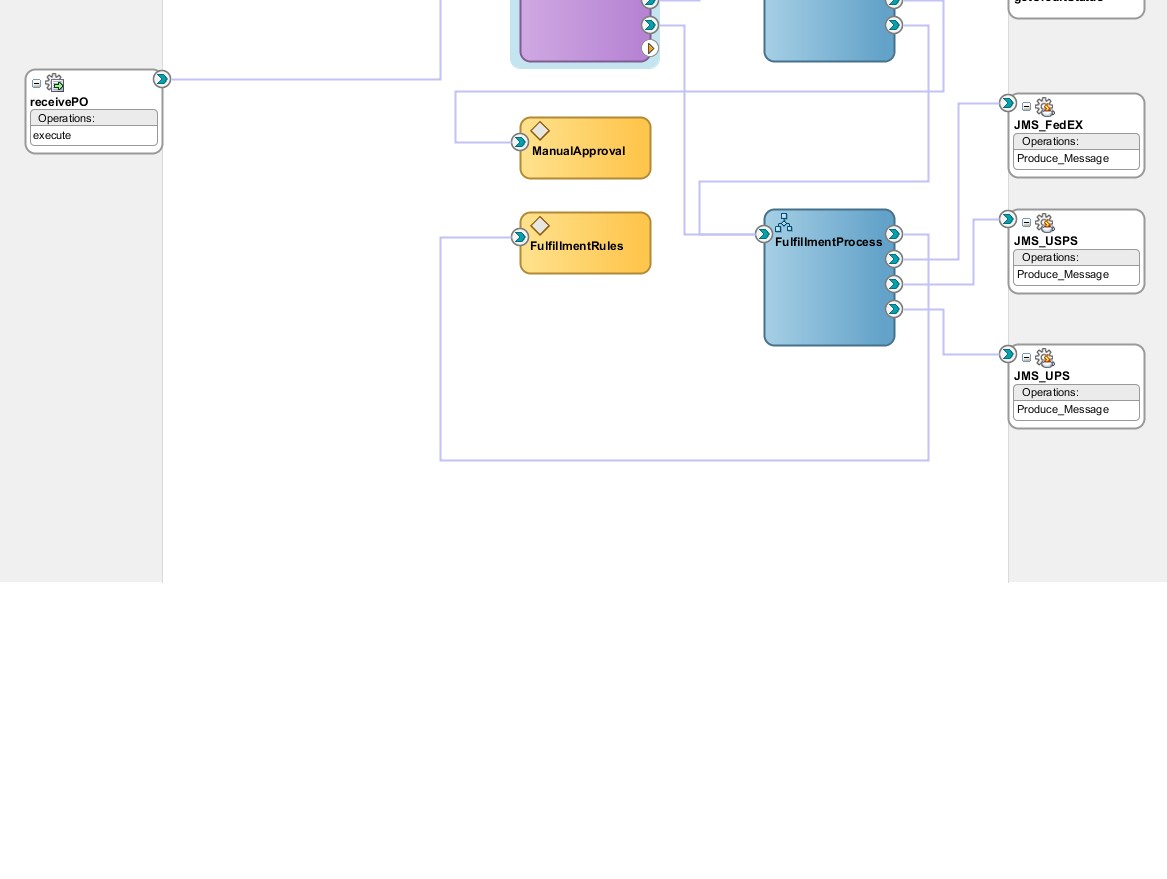 receivePO
Operations:
execute
ManualApproval
FulfillmentRules
FulfillmentProcess
JMS_FedEX
Operations:
Produce_Message
JMS_USPS
Operations:
Produce_Message
JMS_UPS
Operations:
Produce_Message